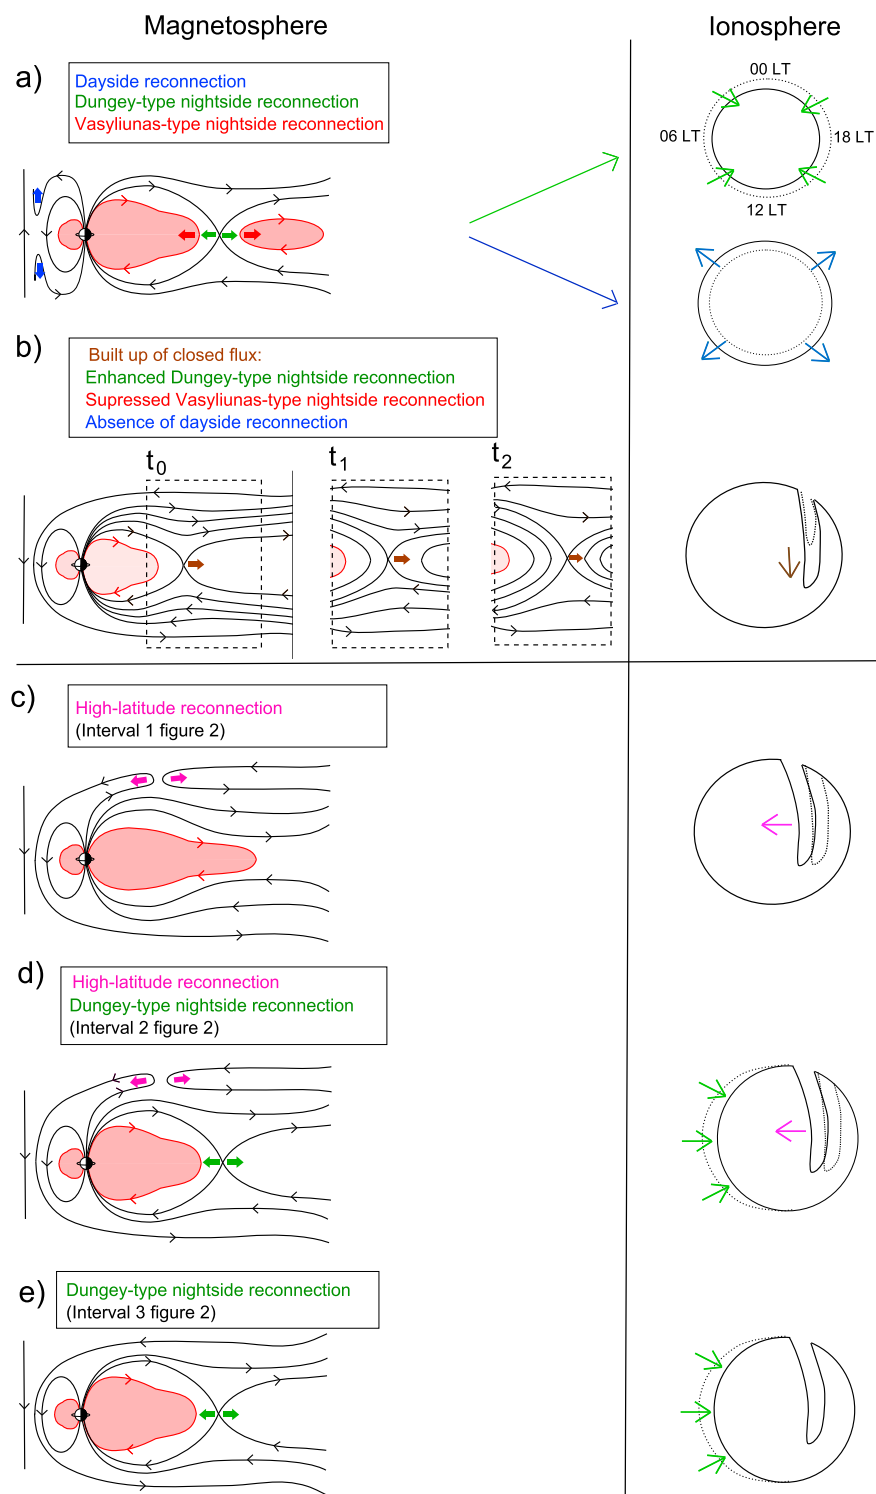 Magnetosphere
Ionosphere
a)
Dayside reconnection
Dungey-type nightside reconnection
Vasyliunas-type nightside reconnection
00 LT
06 LT
18 LT
12 LT
b)
Built up of closed flux:
Enhanced Dungey-type nightside reconnection
Supressed Vasyliunas-type nightside reconnection
Absence of dayside reconnection
t0
t1
t2
c)
High-latitude reconnection
(Interval 1 figure 2)
d)
High-latitude reconnection
Dungey-type nightside reconnection
(Interval 2 figure 2)
e)
Dungey-type nightside reconnection
(Interval 3 figure 2)